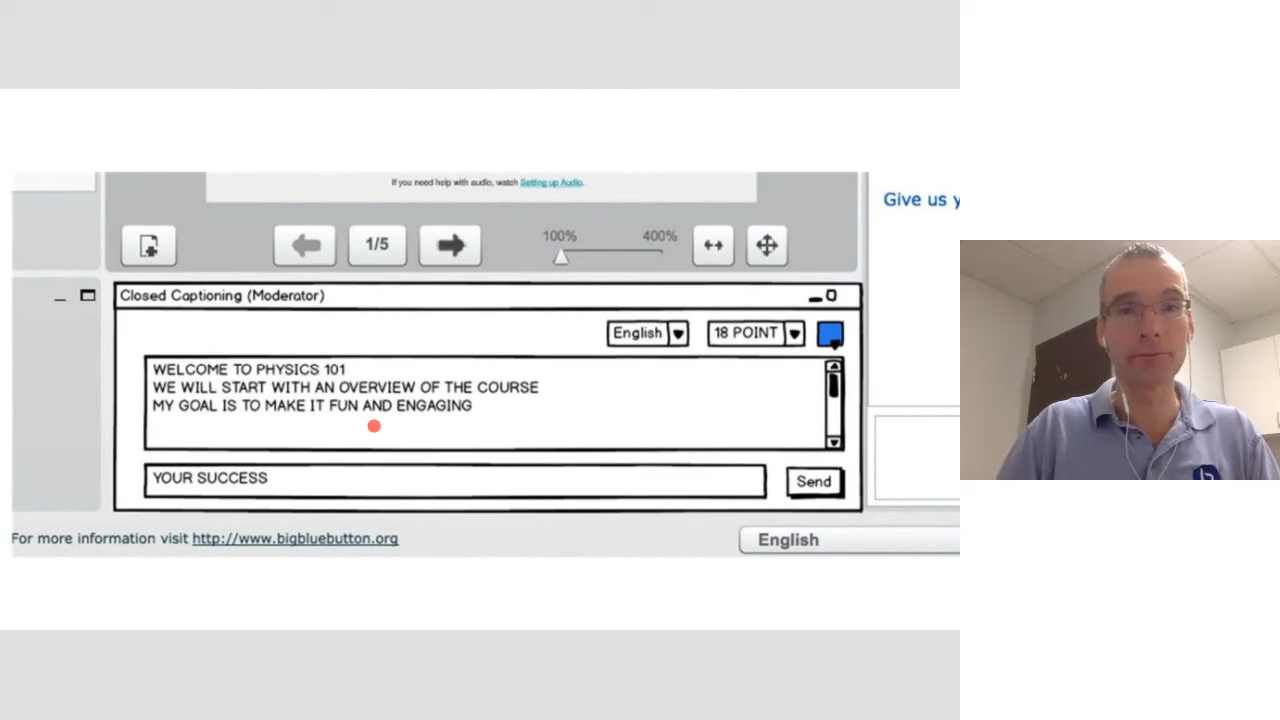 If you need help with audio, watch Setting up Audio.
Give us y
1/5
100%
400%
Closed Captioning (Moderator)
English
18 POINT
WELCOME TO PHYSICS 101
WE WILL START WITH AN OVERVIEW OF THE COURSE
MY GOAL IS TO MAKE IT FUN AND ENGAGING
YOUR SUCCESS
Send
For more information visit http://www.bigbluebutton.org
English